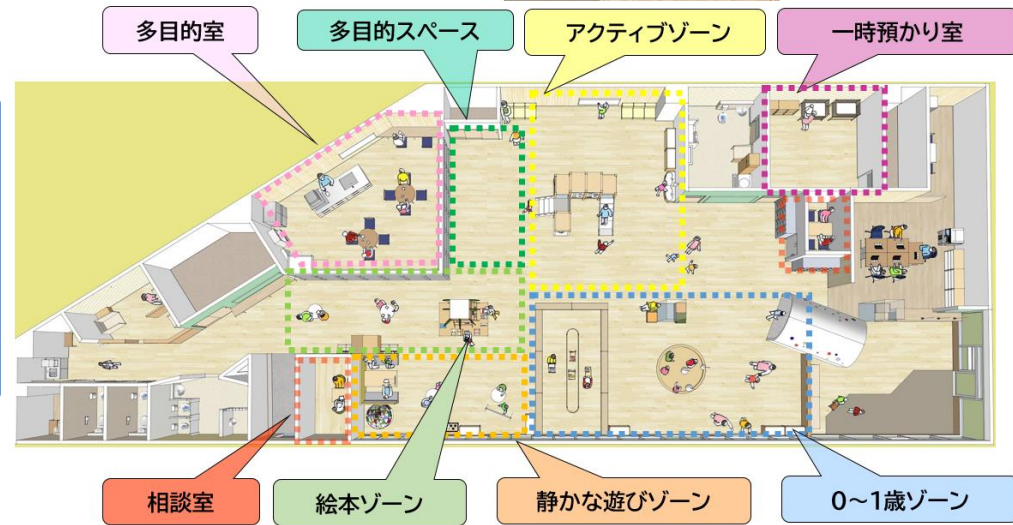 多目的室
多目的スペース
アクティブゾーン
一時預かり室
相談室
絵本ゾーン
静かな遊びゾーン
0～1歳ゾーン